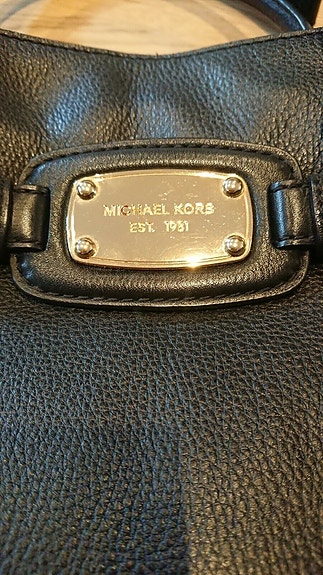 MICHAEL KORS
EST. 1981